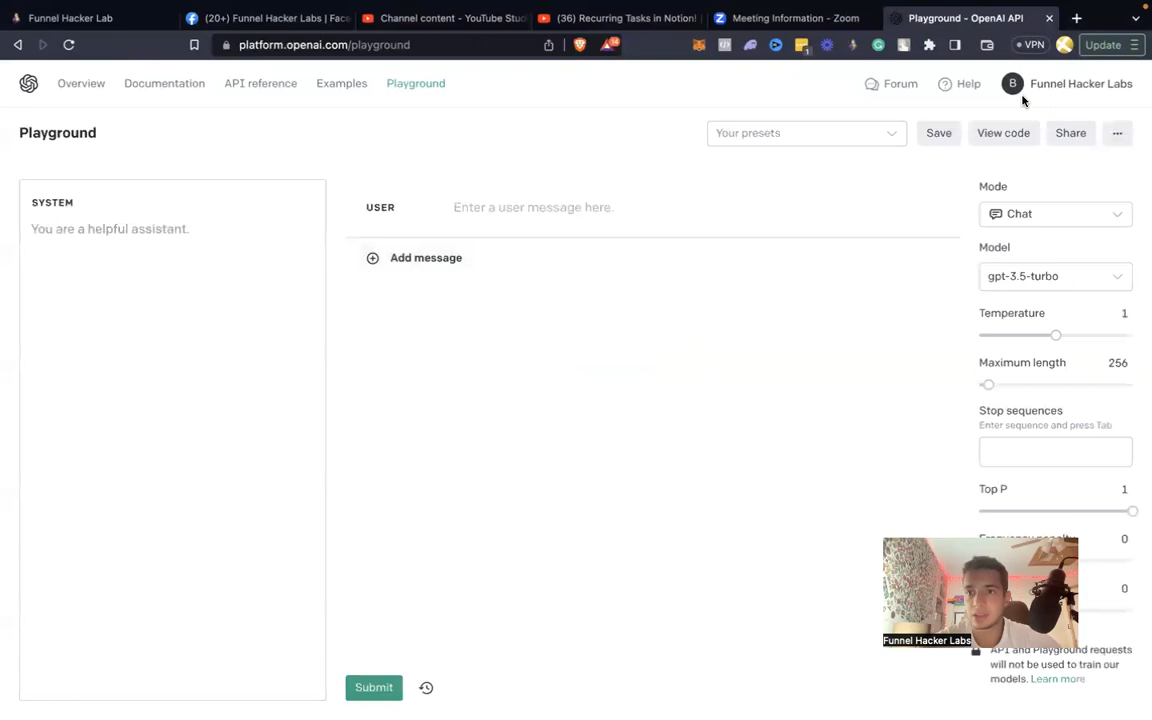 Funnel Hacker Lab
(20+) Funnel Hacker Labs | Face
Channel content - YouTube Stud
(36) Recurring Tasks in Notion!
Meeting Information - Zoom
Playground - OpenAI API
platform.openai.com/playground
14
1
VPN
Update
Overview
Documentation
API reference
Examples
Playground
Forum
Help
B
Funnel Hacker Labs
Playground
Your presets
Save
View code
Share
...
SYSTEM
You are a helpful assistant.
USER
Enter a user message here.
Add message
Mode
Chat
Model
gpt-3.5-turbo
Temperature 1
Maximum length 256
Stop sequences
Enter sequence and press Tab
Top P 1
Frequency penalty 0
0
Funnel Hacker Labs
API and Playground requests
will not be used to train our
models. Learn more
Submit